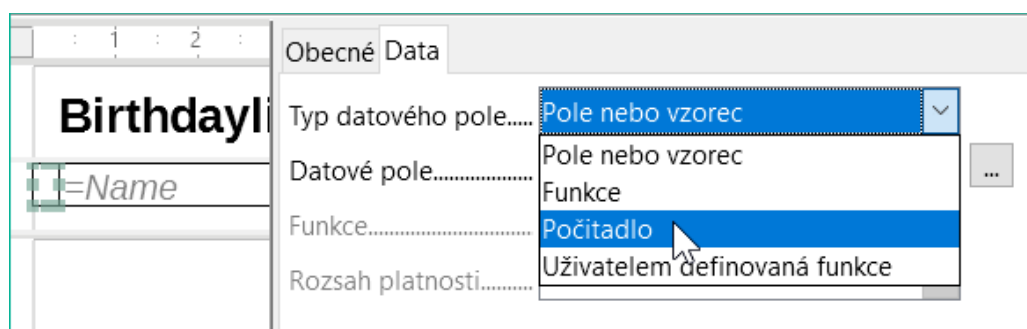 1 2
Obecné Data
Birthdayli
Typ datového pole..... Pole nebo vzorec
Pole nebo vzorec
=Name
Datové pole................... ...
Funkce
Funkce.............................. Počitadlo
Uživatelem definovaná funkce
Rozsah platnosti..........